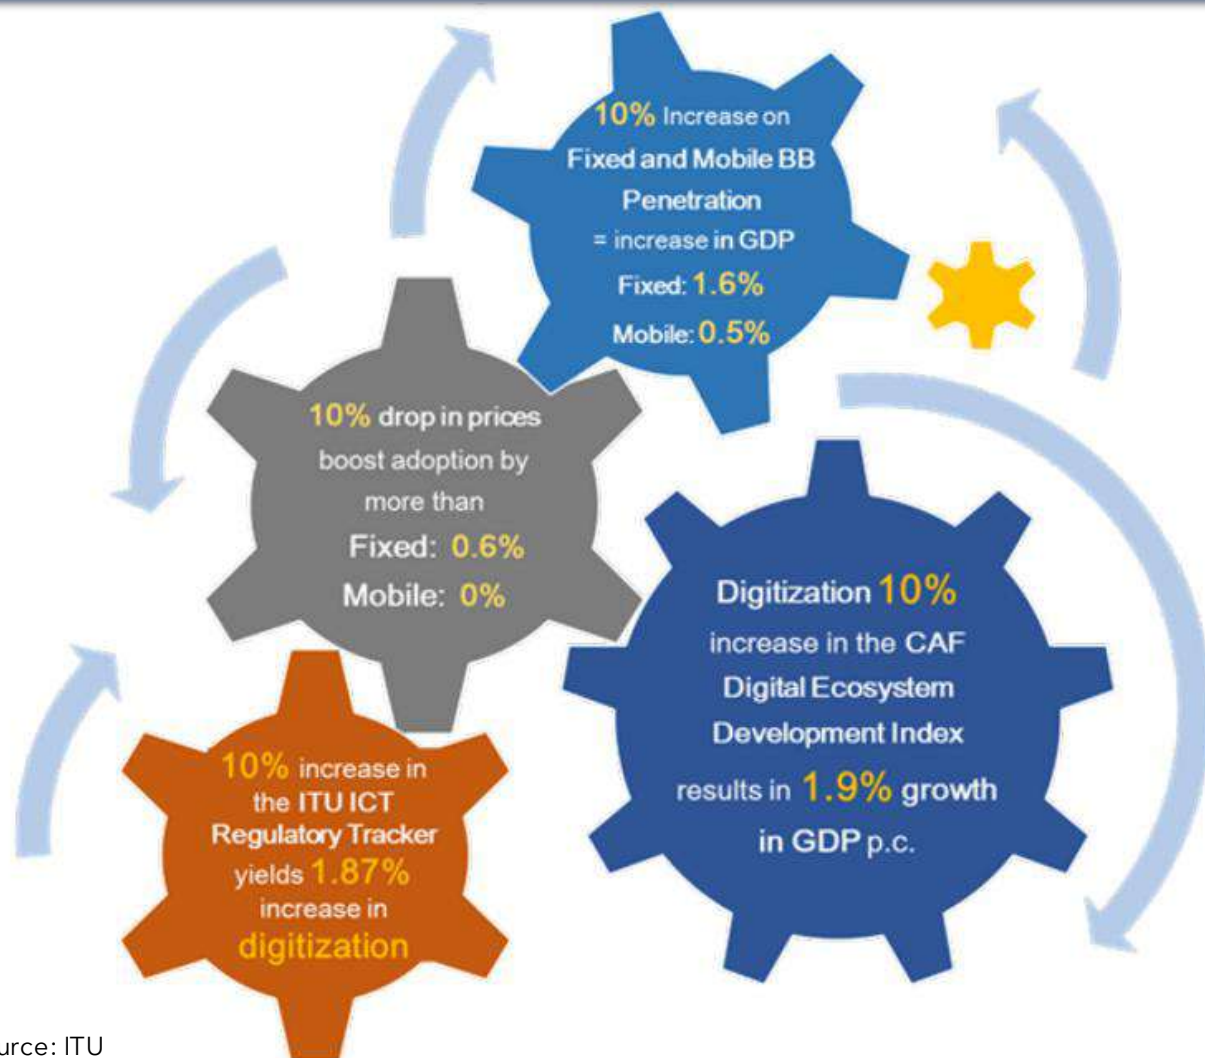 10% Increase on
Fixed and Mobile BB
Penetration
= increase in GDP
Fixed: 1.6%
Mobile: 0.5%
10% drop in prices
boost adoption by
more than
Fixed: 0.6%
Mobile: 0%
Digitization 10%
increase in the CAF
Digital Ecosystem
Development Index
results in 1.9% growth
in GDP p.c.
10% increase in
the ITU ICT
Regulatory Tracker
yields 1.87%
increase in
digitization
urce: ITU